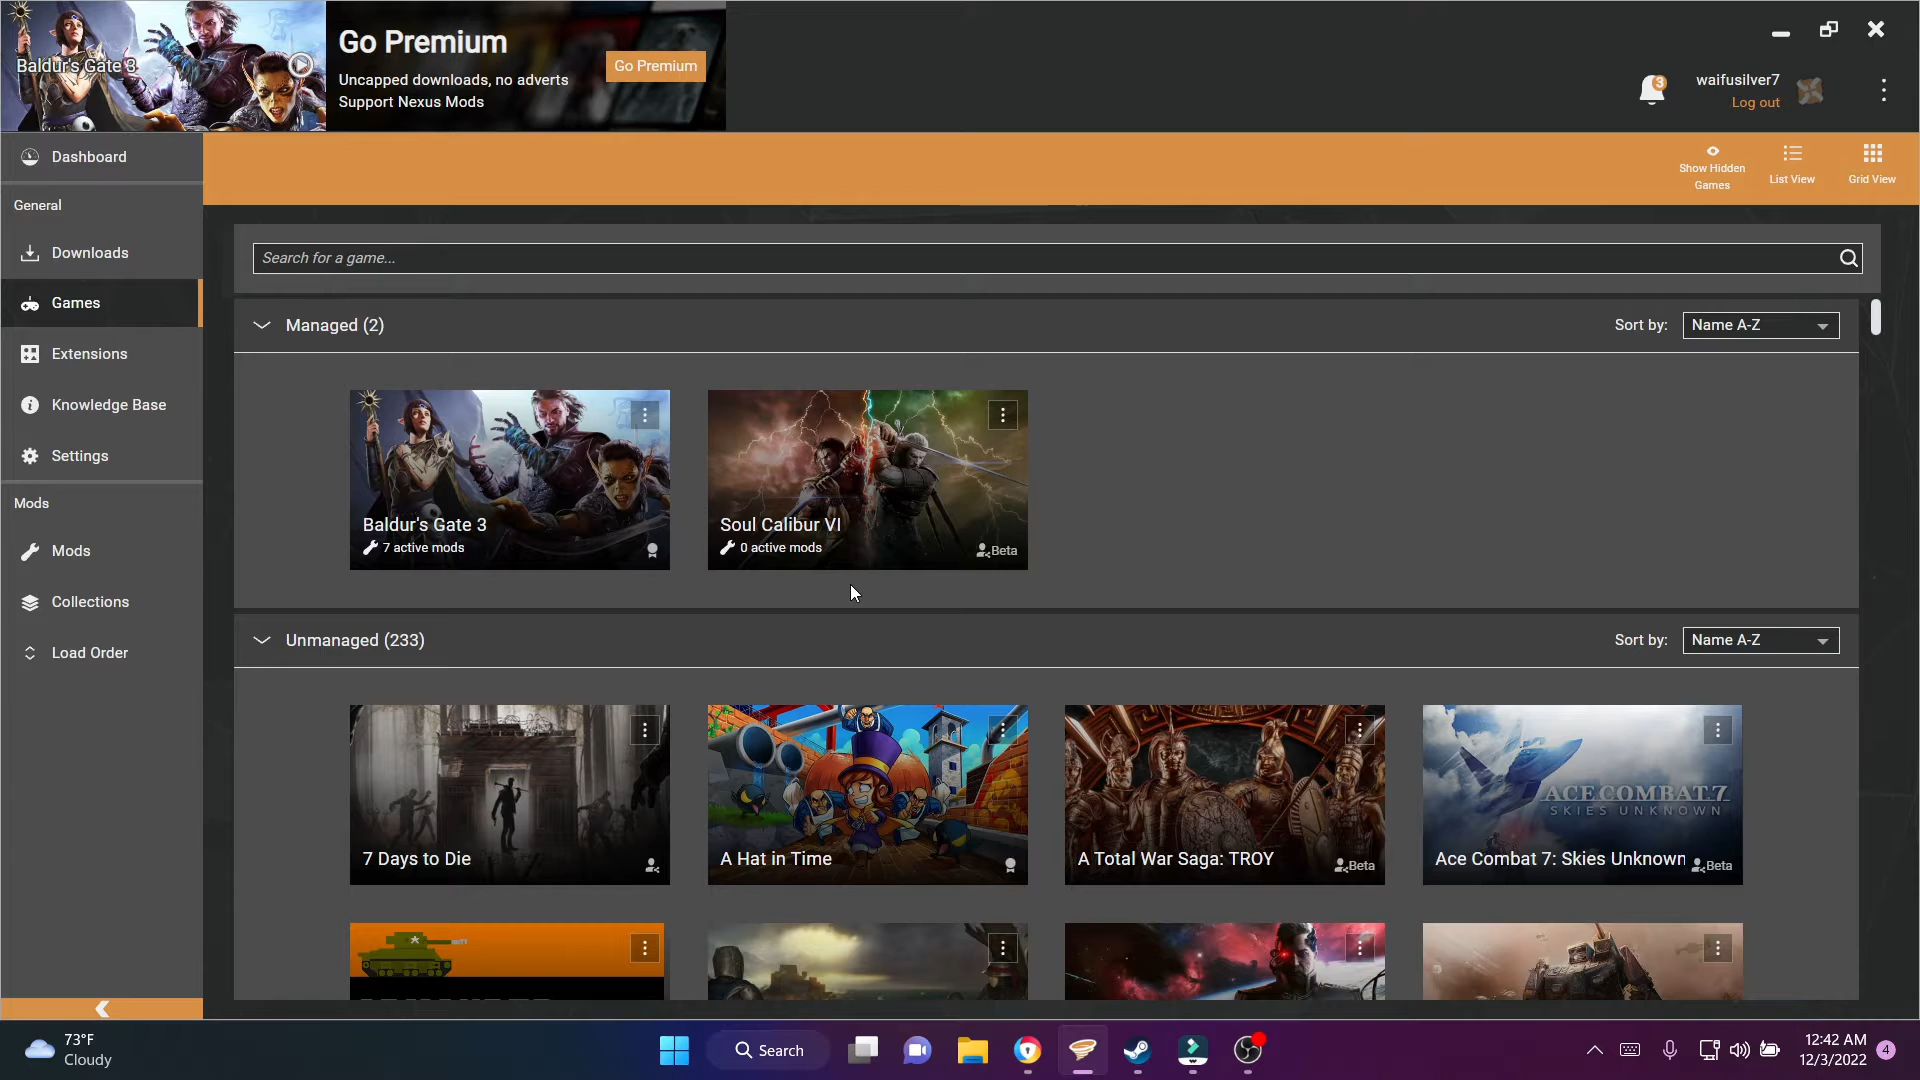 Baldur's Gate 3
Go Premium
Uncapped downloads, no adverts
Support Nexus Mods
Go Premium
3
waifusilver7
Log out
Dashboard
General
Downloads
Games
Extensions
Knowledge Base
Settings
Mods
Mods
Collections
Load Order
Show Hidden
Games
List View
Grid View
Search for a game...
Managed (2)
Sort by:
Name A-Z
Baldur's Gate 3
7 active mods
Soul Calibur VI
0 active mods
Beta
Unmanaged (233)
Sort by:
Name A-Z
7 Days to Die
A Hat in Time
A Total War Saga: TROY
Beta
ACE COMBAT 7
SKIES UNKNOWN
Ace Combat 7: Skies Unknown
Beta
73°F
Cloudy
Search
12:42 AM
12/3/2022
4